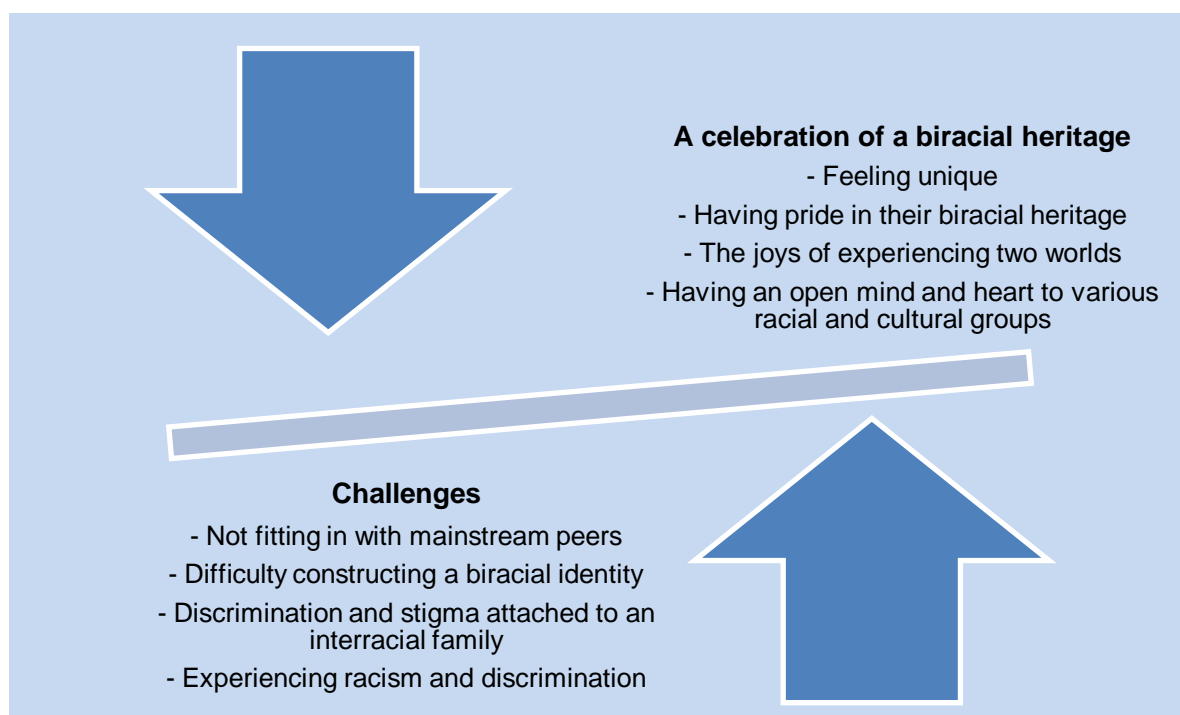 A celebration of a biracial heritage
- Feeling unique
- Having pride in their biracial heritage
- The joys of experiencing two worlds
- Having an open mind and heart to various
racial and cultural groups
Challenges
- Not fitting in with mainstream peers
- Difficulty constructing a biracial identity
- Discrimination and stigma attached to an
interracial family
- Experiencing racism and discrimination